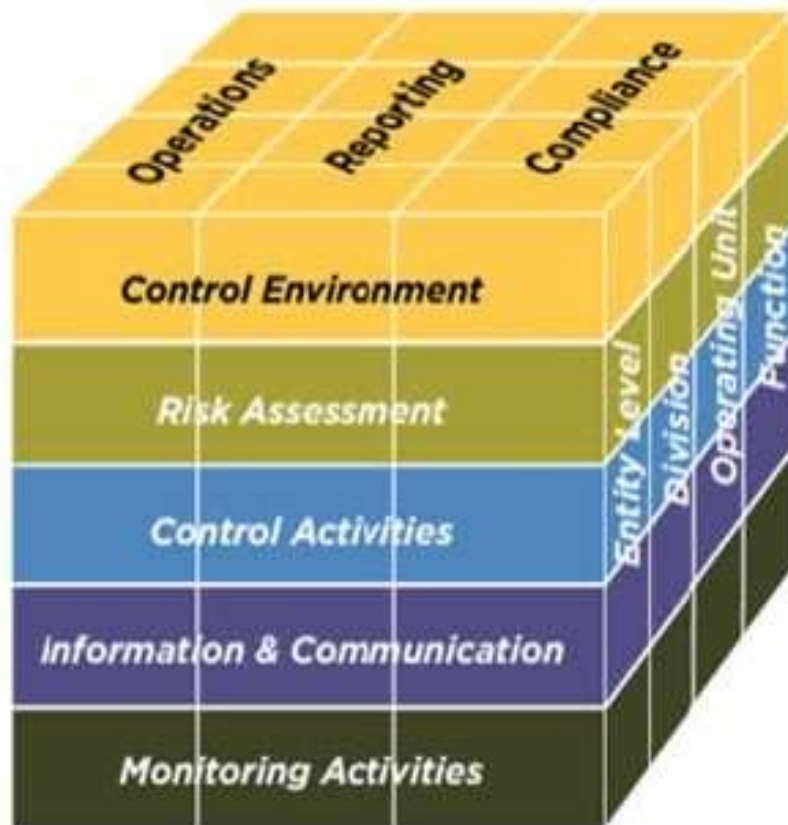 Operations
Reporting
Compliance
Control Environment
Risk Assessment
Control Activities
Information & Communication
Monitoring Activities
Entity Level
Division
Operating Unit
Function